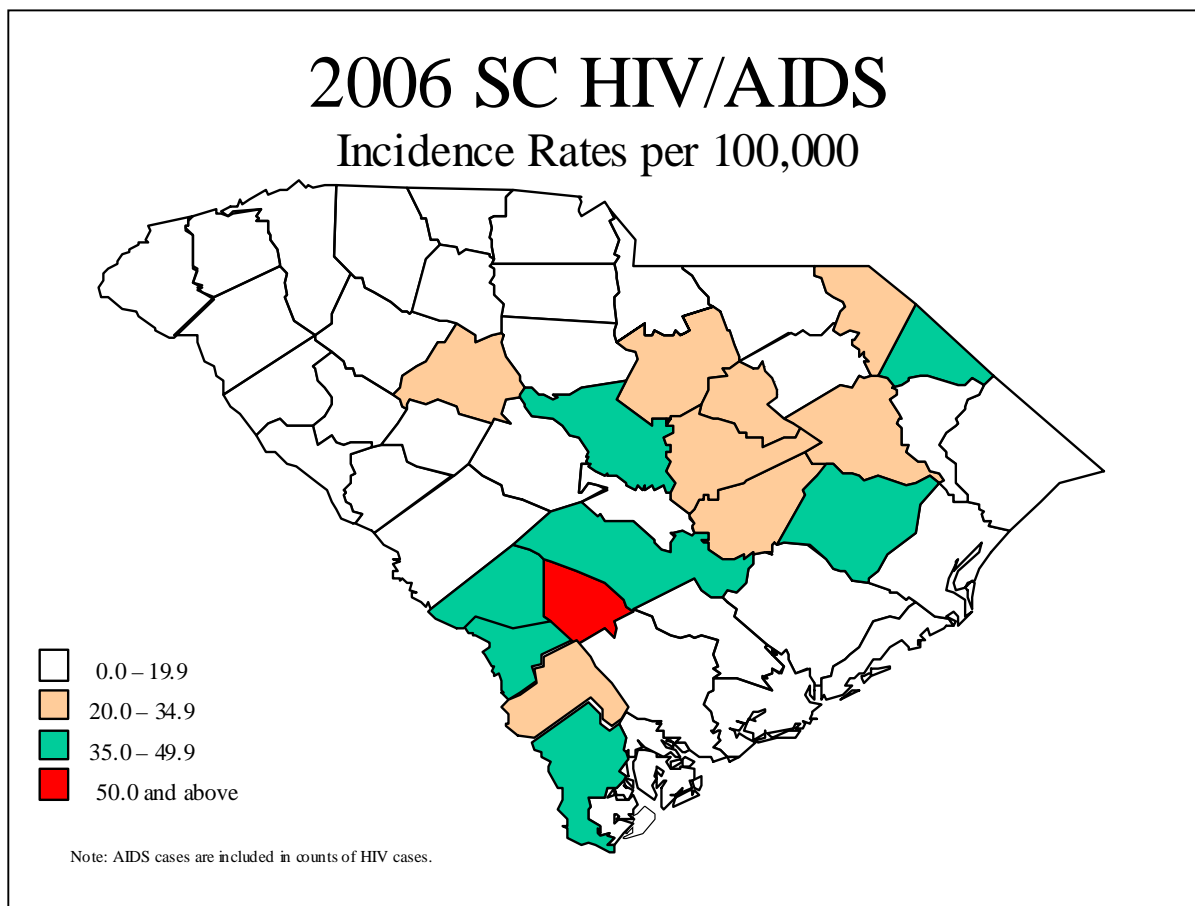 2006 SC HIV/AIDS
Incidence Rates per 100,000
0.0 – 19.9
20.0 – 34.9
35.0 – 49.9
50.0 and above
Note: AIDS cases are included in counts of HIV cases.